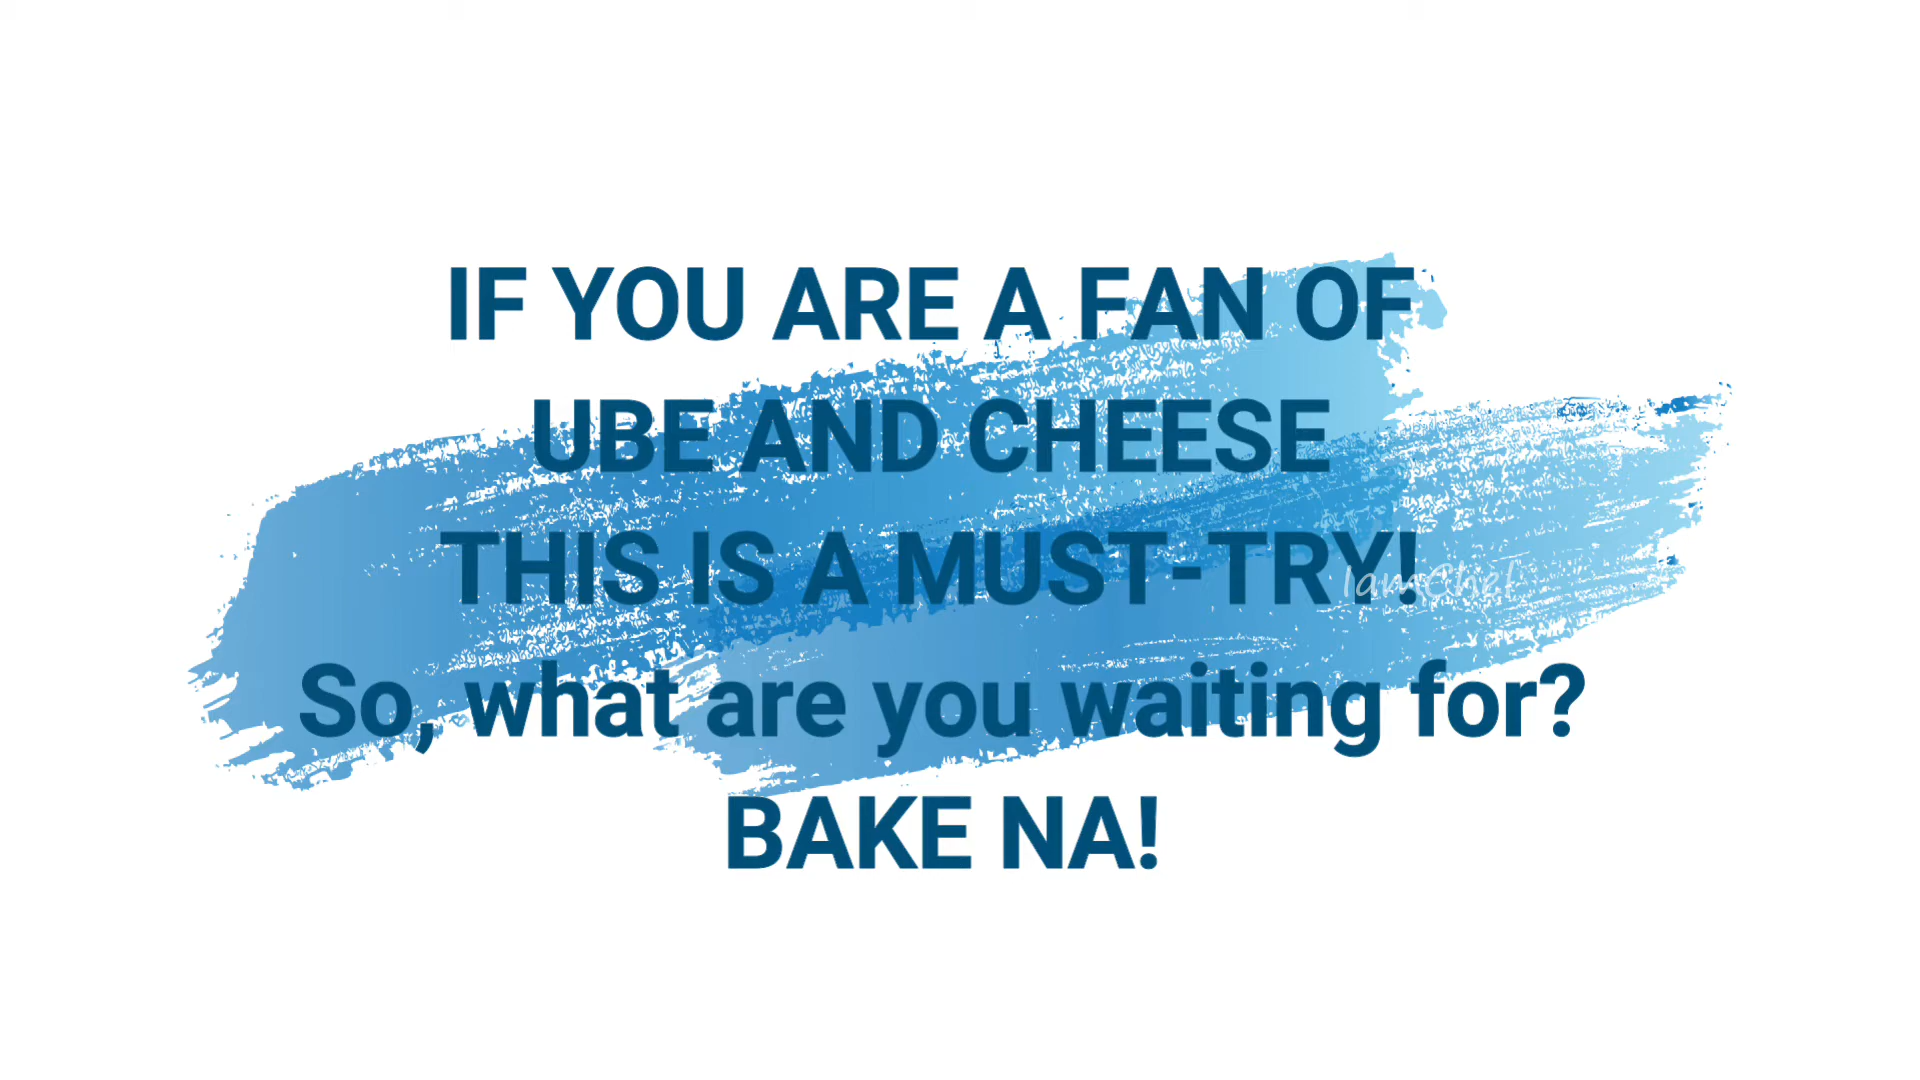 IF YOU ARE A FAN OF
UBE AND CHEESE
THIS IS A MUST-TRY!
IamChel
So, what are you waiting for?
BAKE NA!